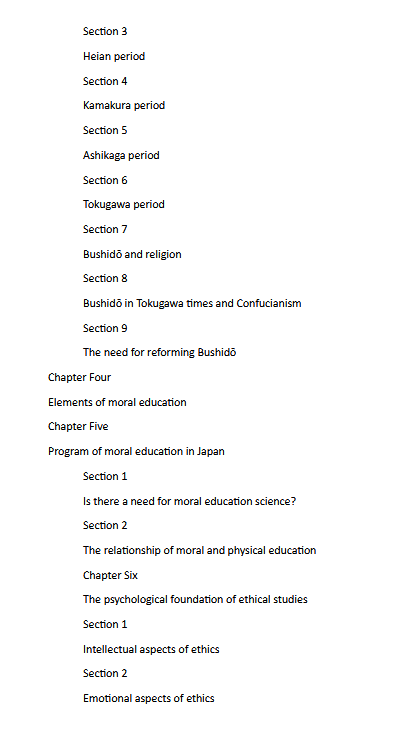 Section 3
Heian period
Section 4
Kamakura period
Section 5
Ashikaga period
Section 6
Tokugawa period
Section 7
Bushidō and religion
Section 8
Bushidō in Tokugawa times and Confucianism
Section 9
The need for reforming Bushidō
Chapter Four
Elements of moral education
Chapter Five
Program of moral education in Japan
Section 1
Is there a need for moral education science?
Section 2
The relationship of moral and physical education
Chapter Six
The psychological foundation of ethical studies
Section 1
Intellectual aspects of ethics
Section 2
Emotional aspects of ethics